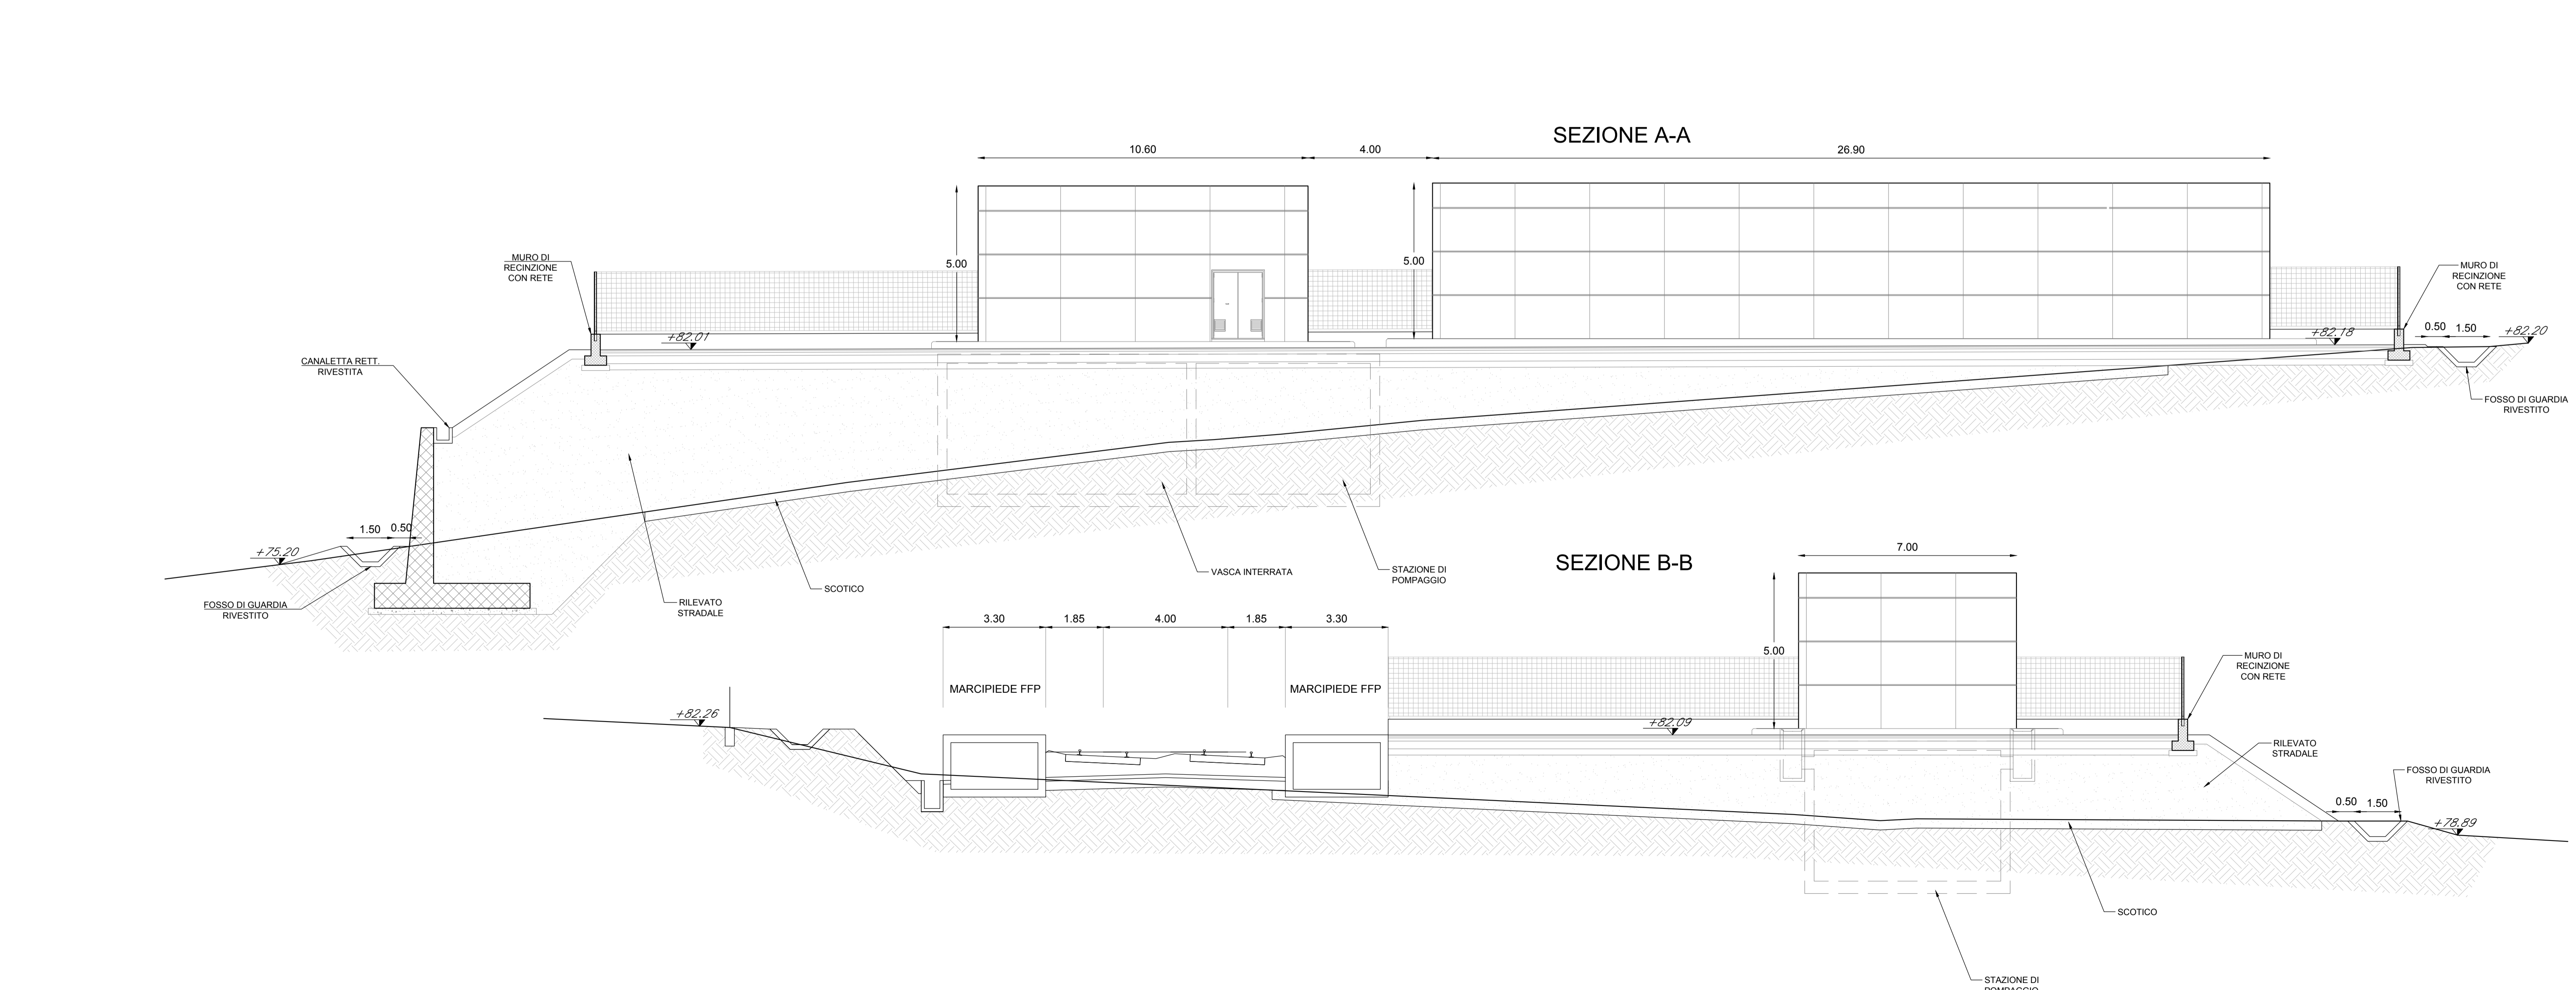 SEZIONE A-A
10.60
4.00
26.90
5.00
5.00
MURO DI
RECINZIONE
CON RETE
MURO DI
RECINZIONE
CON RETE
+82.01
+82.18
0.50
1.50
+82.20
CANALETTA RETT.
RIVESTITA
FOSSO DI GUARDIA
RIVESTITO
1.50
0.50
+75.20
FOSSO DI GUARDIA
RIVESTITO
SCOTICO
RILEVATO
STRADALE
VASCA INTERRATA
STAZIONE DI
POMPAGGIO
SEZIONE B-B
7.00
3.30
1.85
4.00
1.85
3.30
5.00
MARCIPIEDE FFP
MARCIPIEDE FFP
MURO DI
RECINZIONE
CON RETE
+82.26
+82.09
RILEVATO
STRADALE
FOSSO DI GUARDIA
RIVESTITO
0.50
1.50
+78.89
SCOTICO
STAZIONE DI
POMPAGGIO